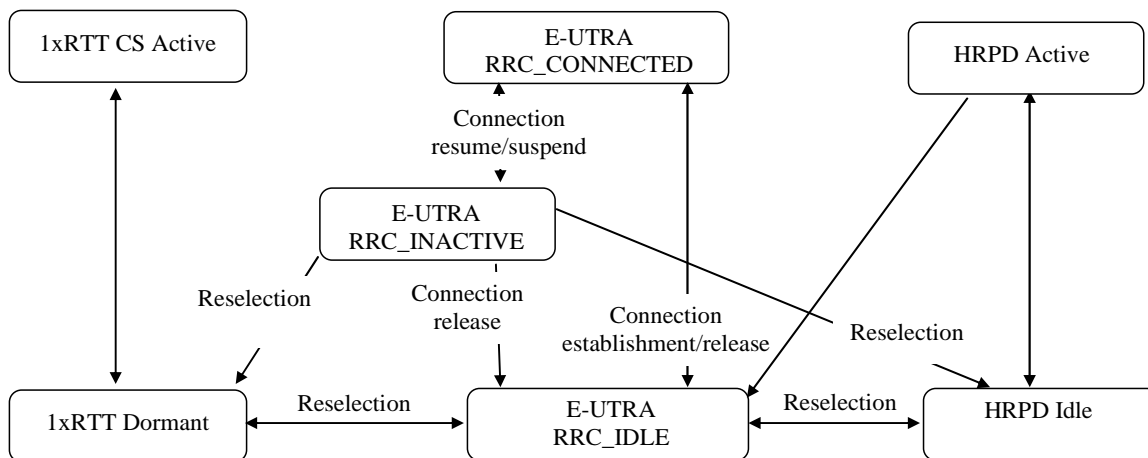 1xRTT CS Active
E-UTRA
RRC_CONNECTED
HRPD Active
Connection
resume/suspend
E-UTRA
RRC_INACTIVE
Reselection
Connection
release
Connection
establishment/release
Reselection
1xRTT Dormant
Reselection
E-UTRA
RRC_IDLE
Reselection
HRPD Idle